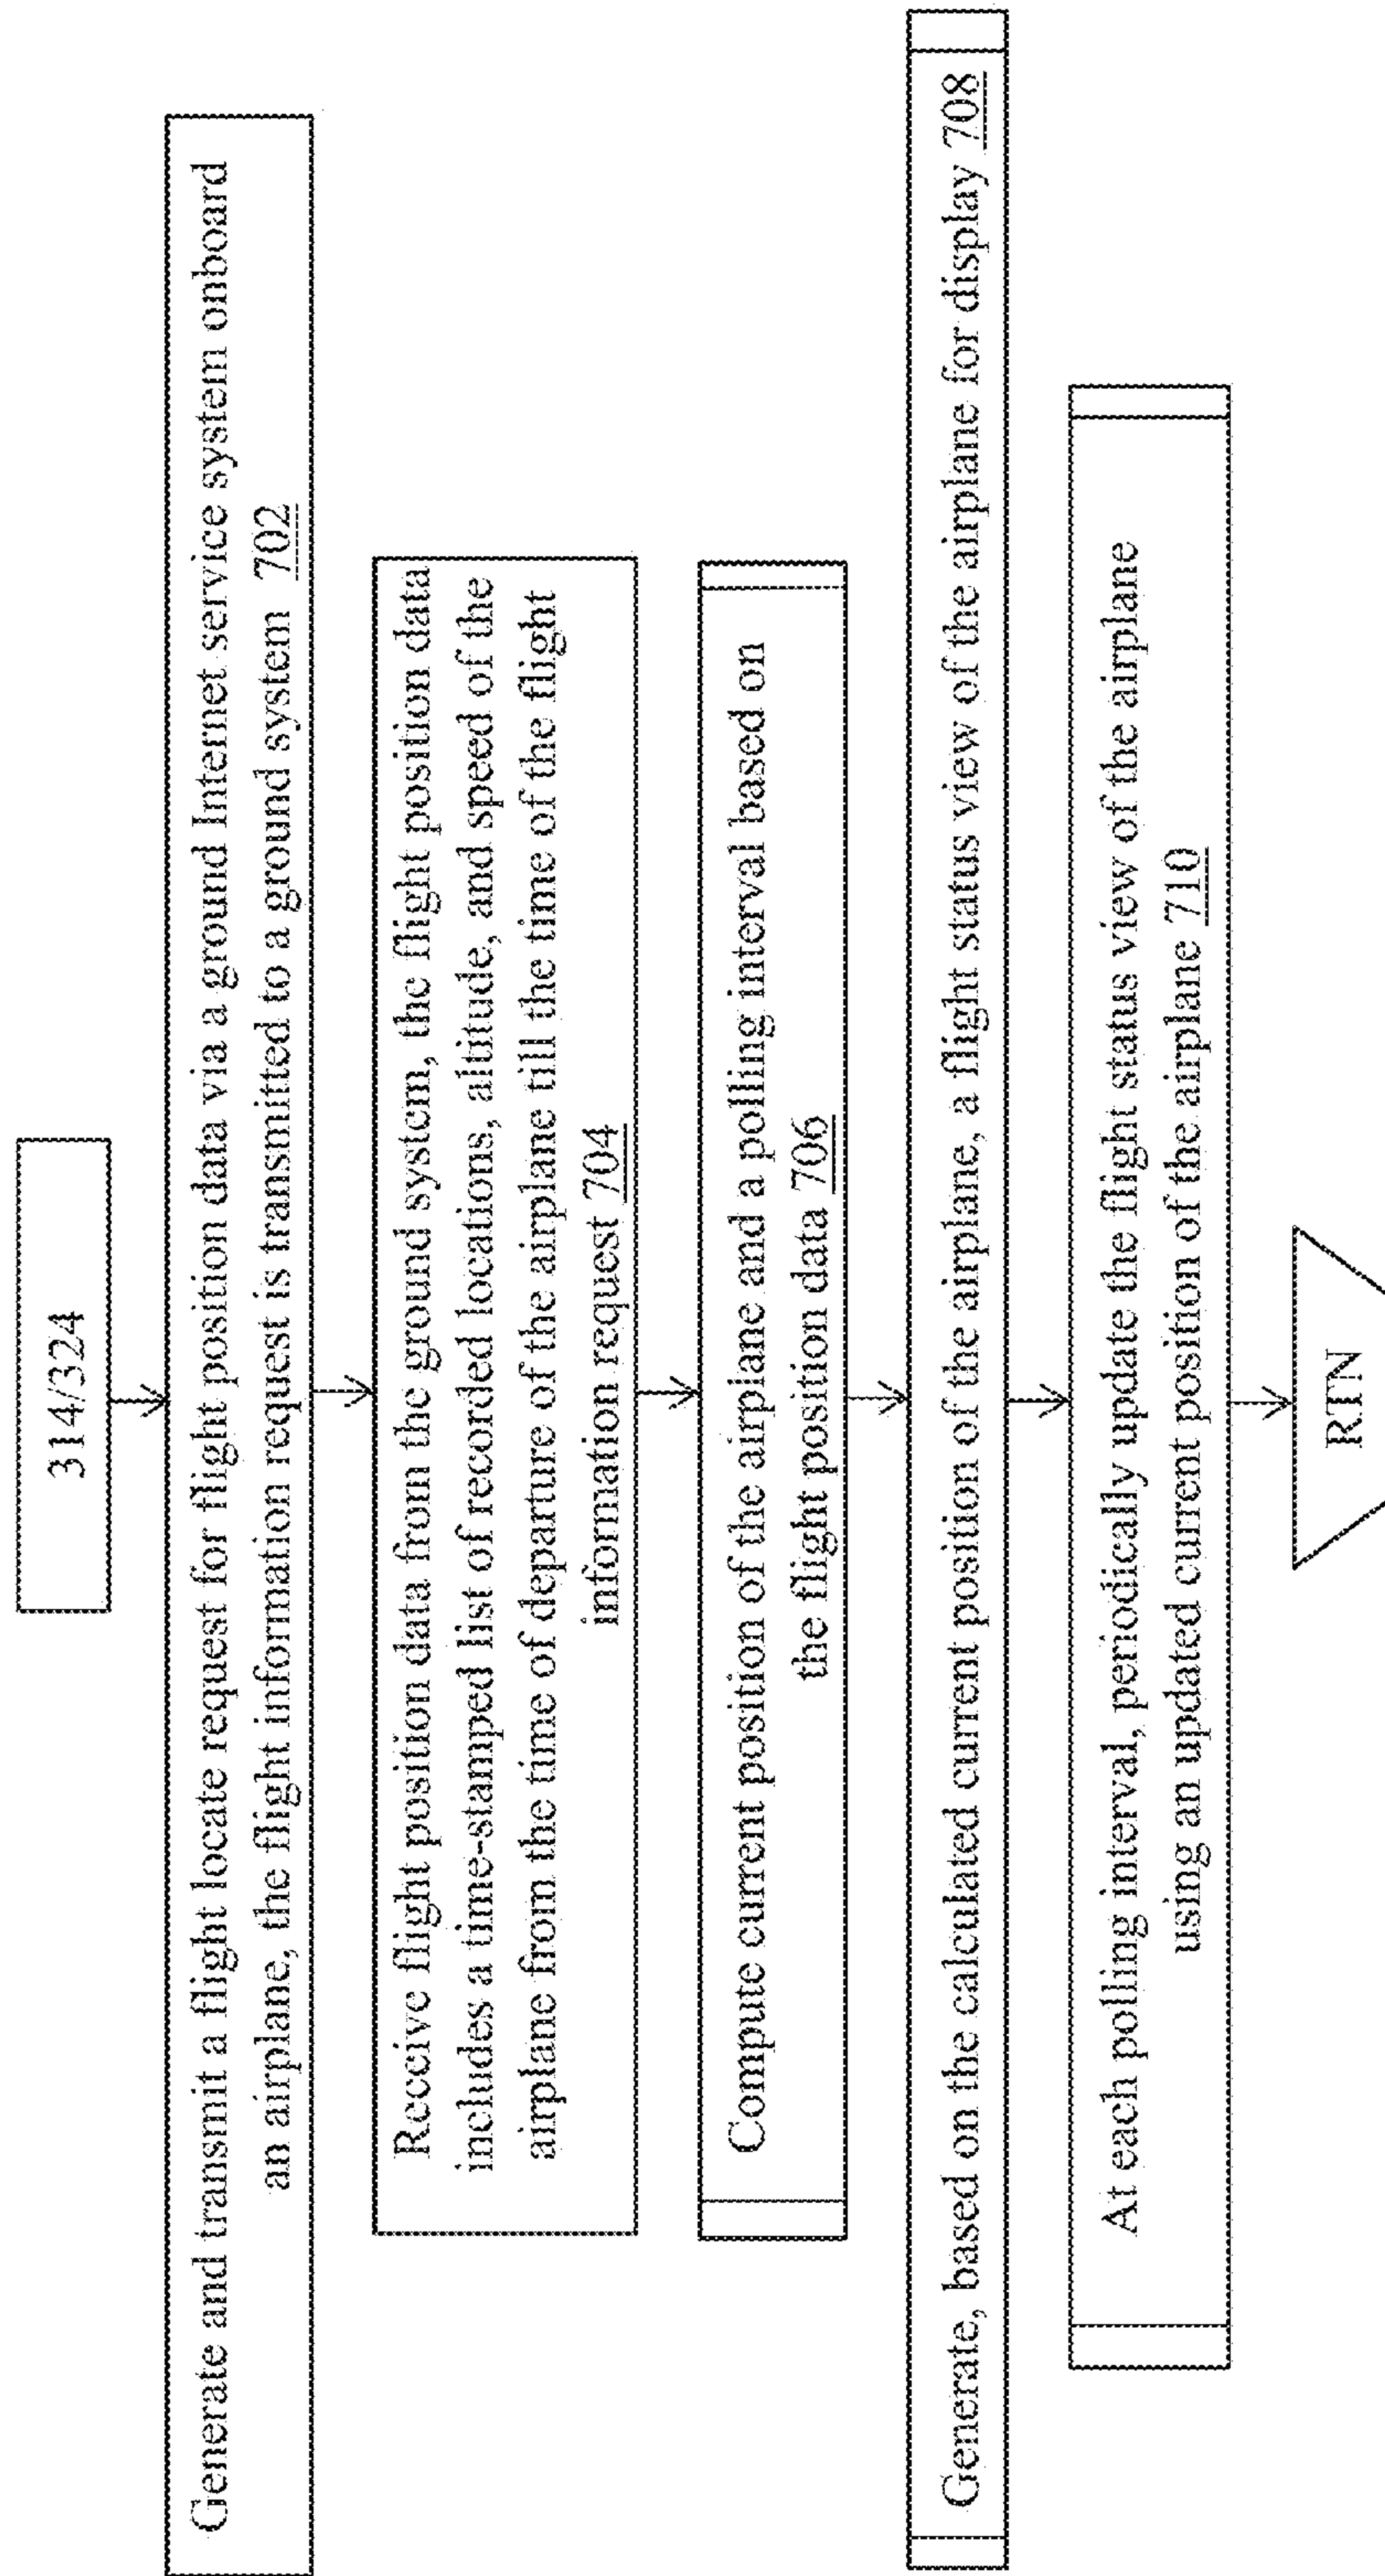 314/324
Generate and transmit a flight locate request for flight position data via a ground Internet service system onboard
an airplane, the flight information request is transmitted to a ground system 702
Receive flight position data from the ground system, the flight position data
includes a time-stamped list of recorded locations, altitude, and speed of the
airplane from the time of departure of the airplane till the time of the flight
information request 704
Compute current position of the airplane and a polling interval based on
the flight position data 706
Generate, based on the calculated current position of the airplane, a flight status view of the airplane for display 708
At each polling interval, periodically update the flight status view of the airplane
using an updated current position of the airplane 710
RTN